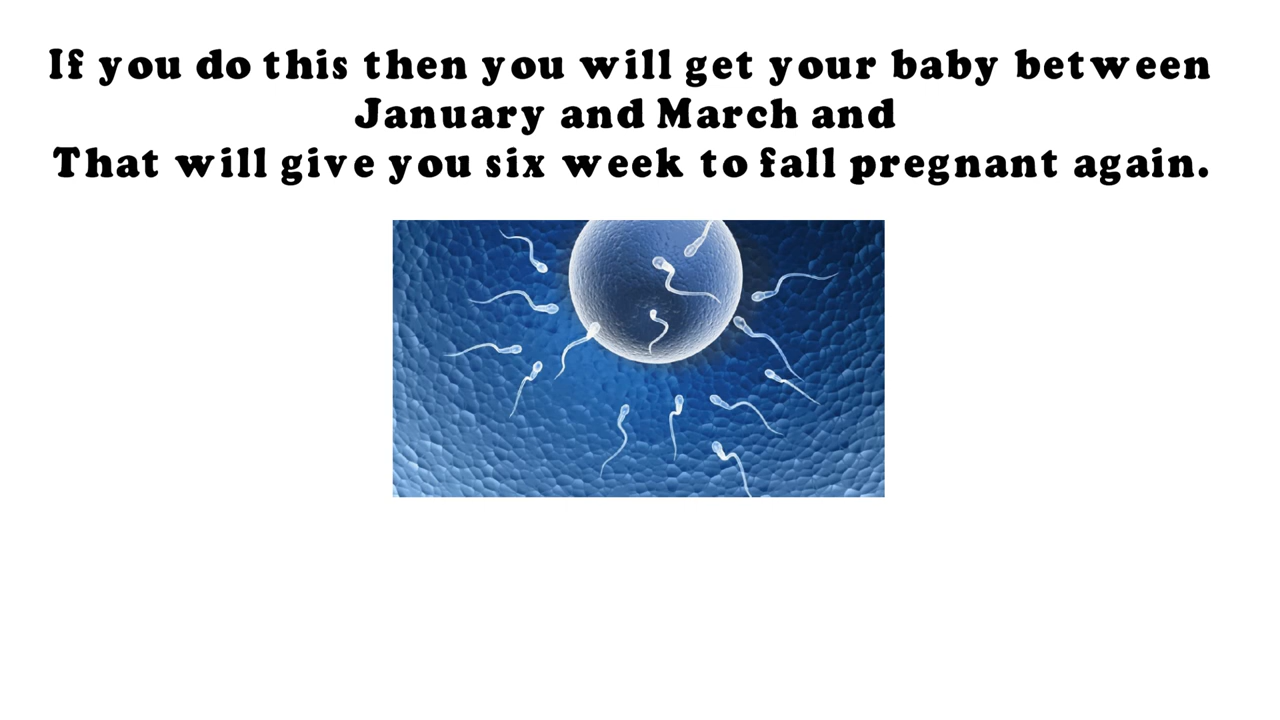 If you do this then you will get your baby between
January and March and
That will give you six week to fall pregnant again.